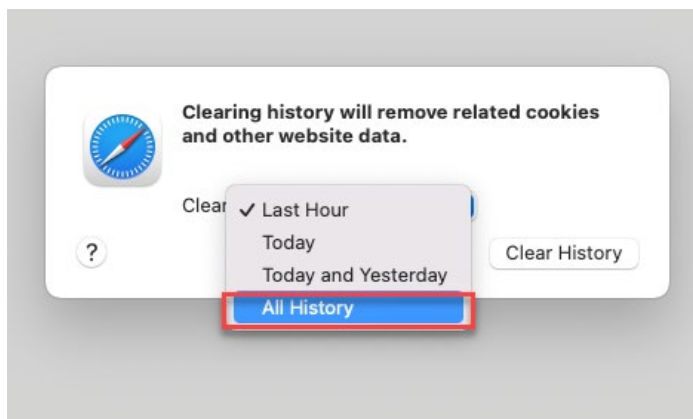 Clearing history will remove related cookies
and other website data.
Clear
✓ Last Hour
Today
Today and Yesterday
All History
?
Clear History